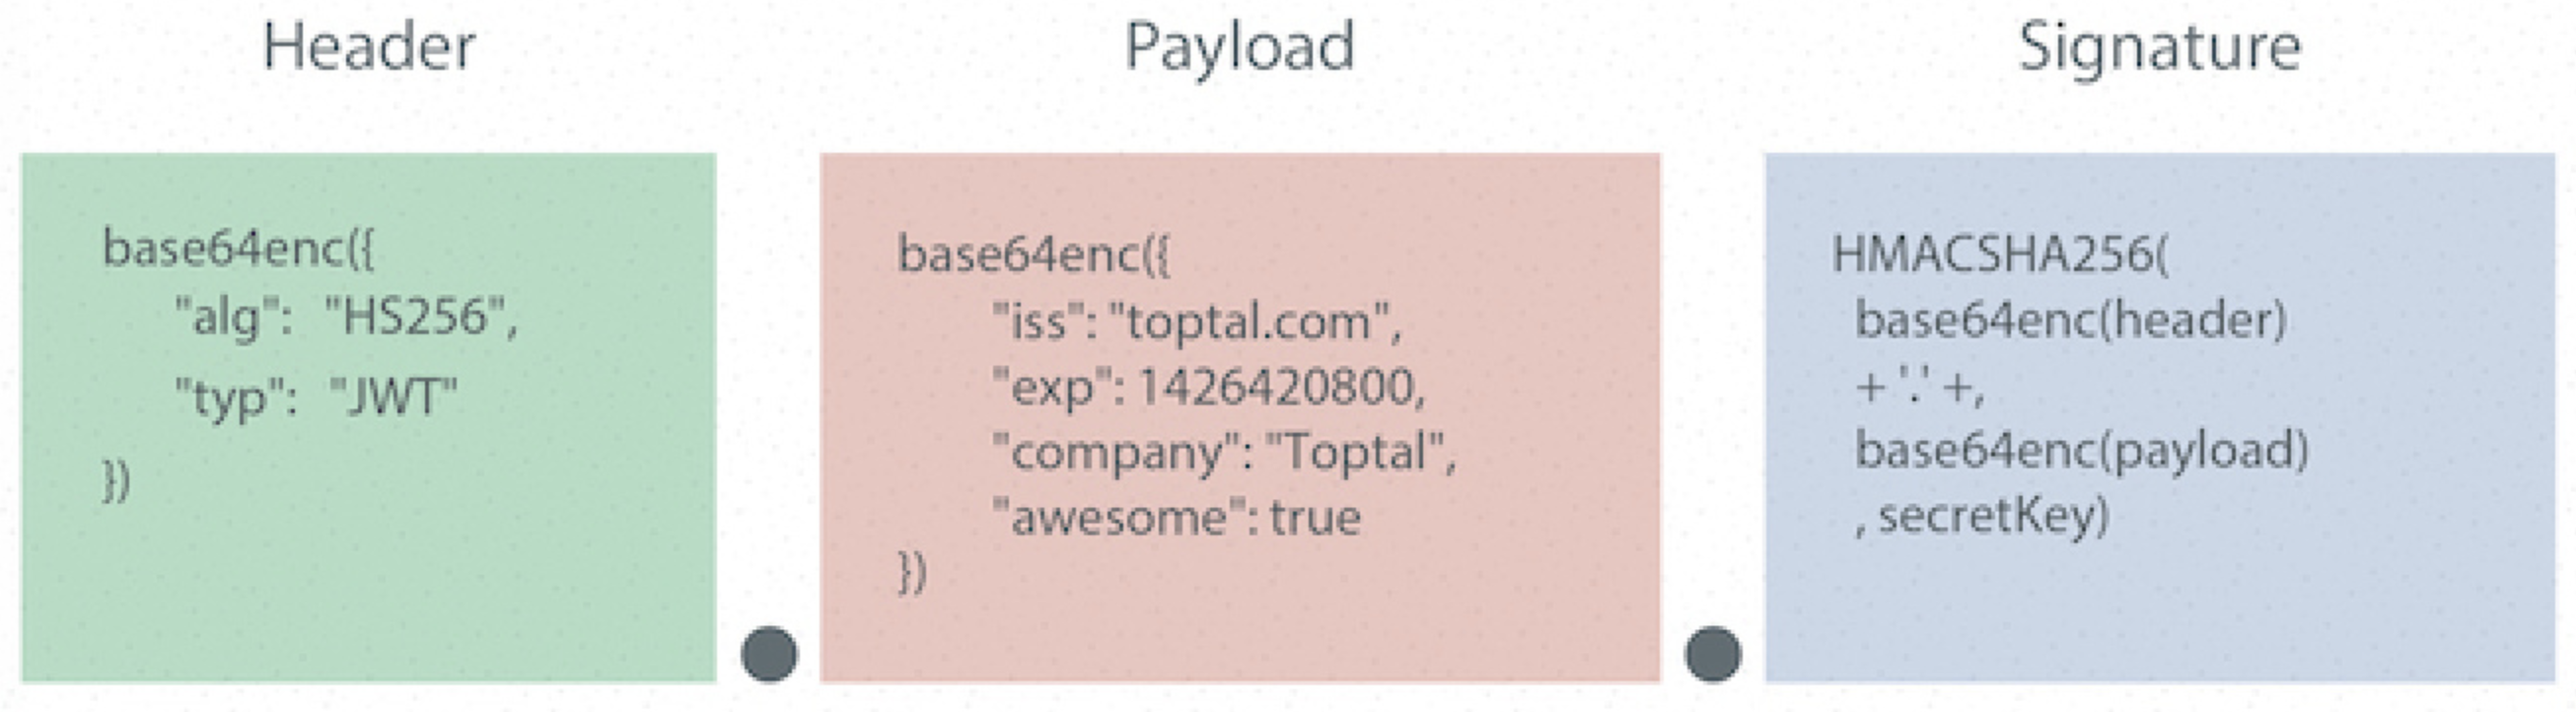 Header
base64enc({
"alg": "HS256",
"typ": "JWT"
})
Payload
base64enc({
"iss": "toptal.com",
"exp": 1426420800,
"company": "Toptal",
"awesome": true
})
Signature
HMACSHA256(
base64enc(header)
+ '.' +,
base64enc(payload)
, secretKey)